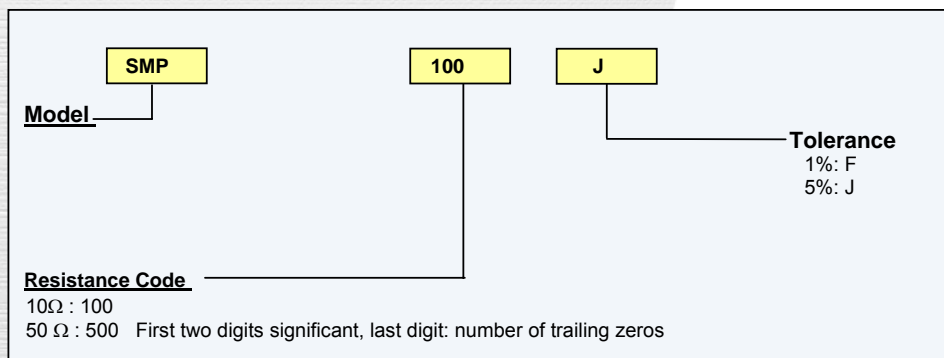 SMP 100 J
Model
Tolerance
1%: F
5%: J
Resistance Code
10Ω : 100
50 Ω : 500 First two digits significant, last digit: number of trailing zeros